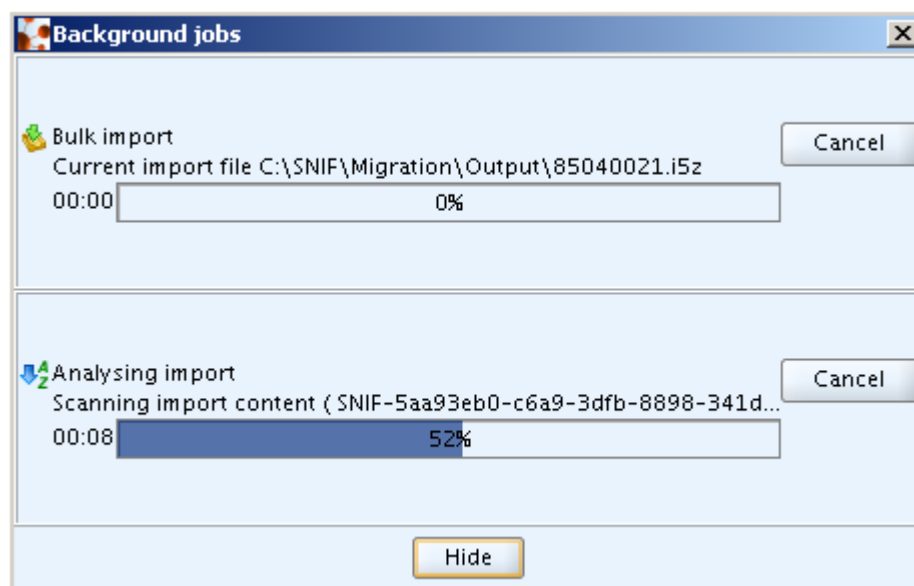 Background jobs
Bulk import
Cancel
Current import file C:\SNIF\Migration\Output\85040021.i5z
00:00 0%
Analysing import
Cancel
Scanning import content ( SNIF-5aa93eb0-c6a9-3dfb-8898-341d...
00:08 52%
Hide